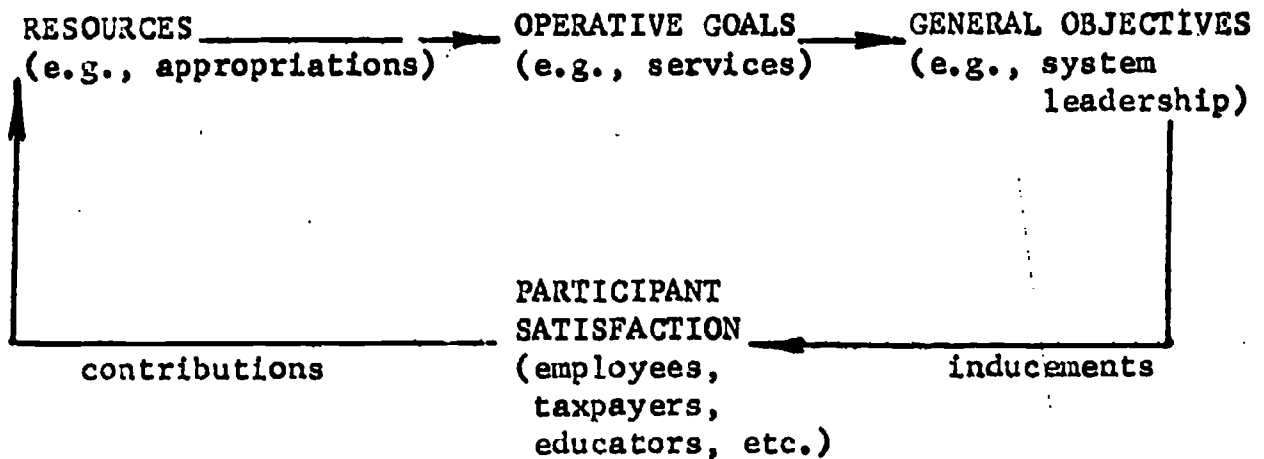 RESOURCES OPERATIVE GOALS GENERAL OBJECTIVES
(e.g., appropriations) (e.g., services) (e.g., system
leadership)
PARTICIPANT
SATISFACTION
contributions (employees, inducements
taxpayers,
educators, etc.)